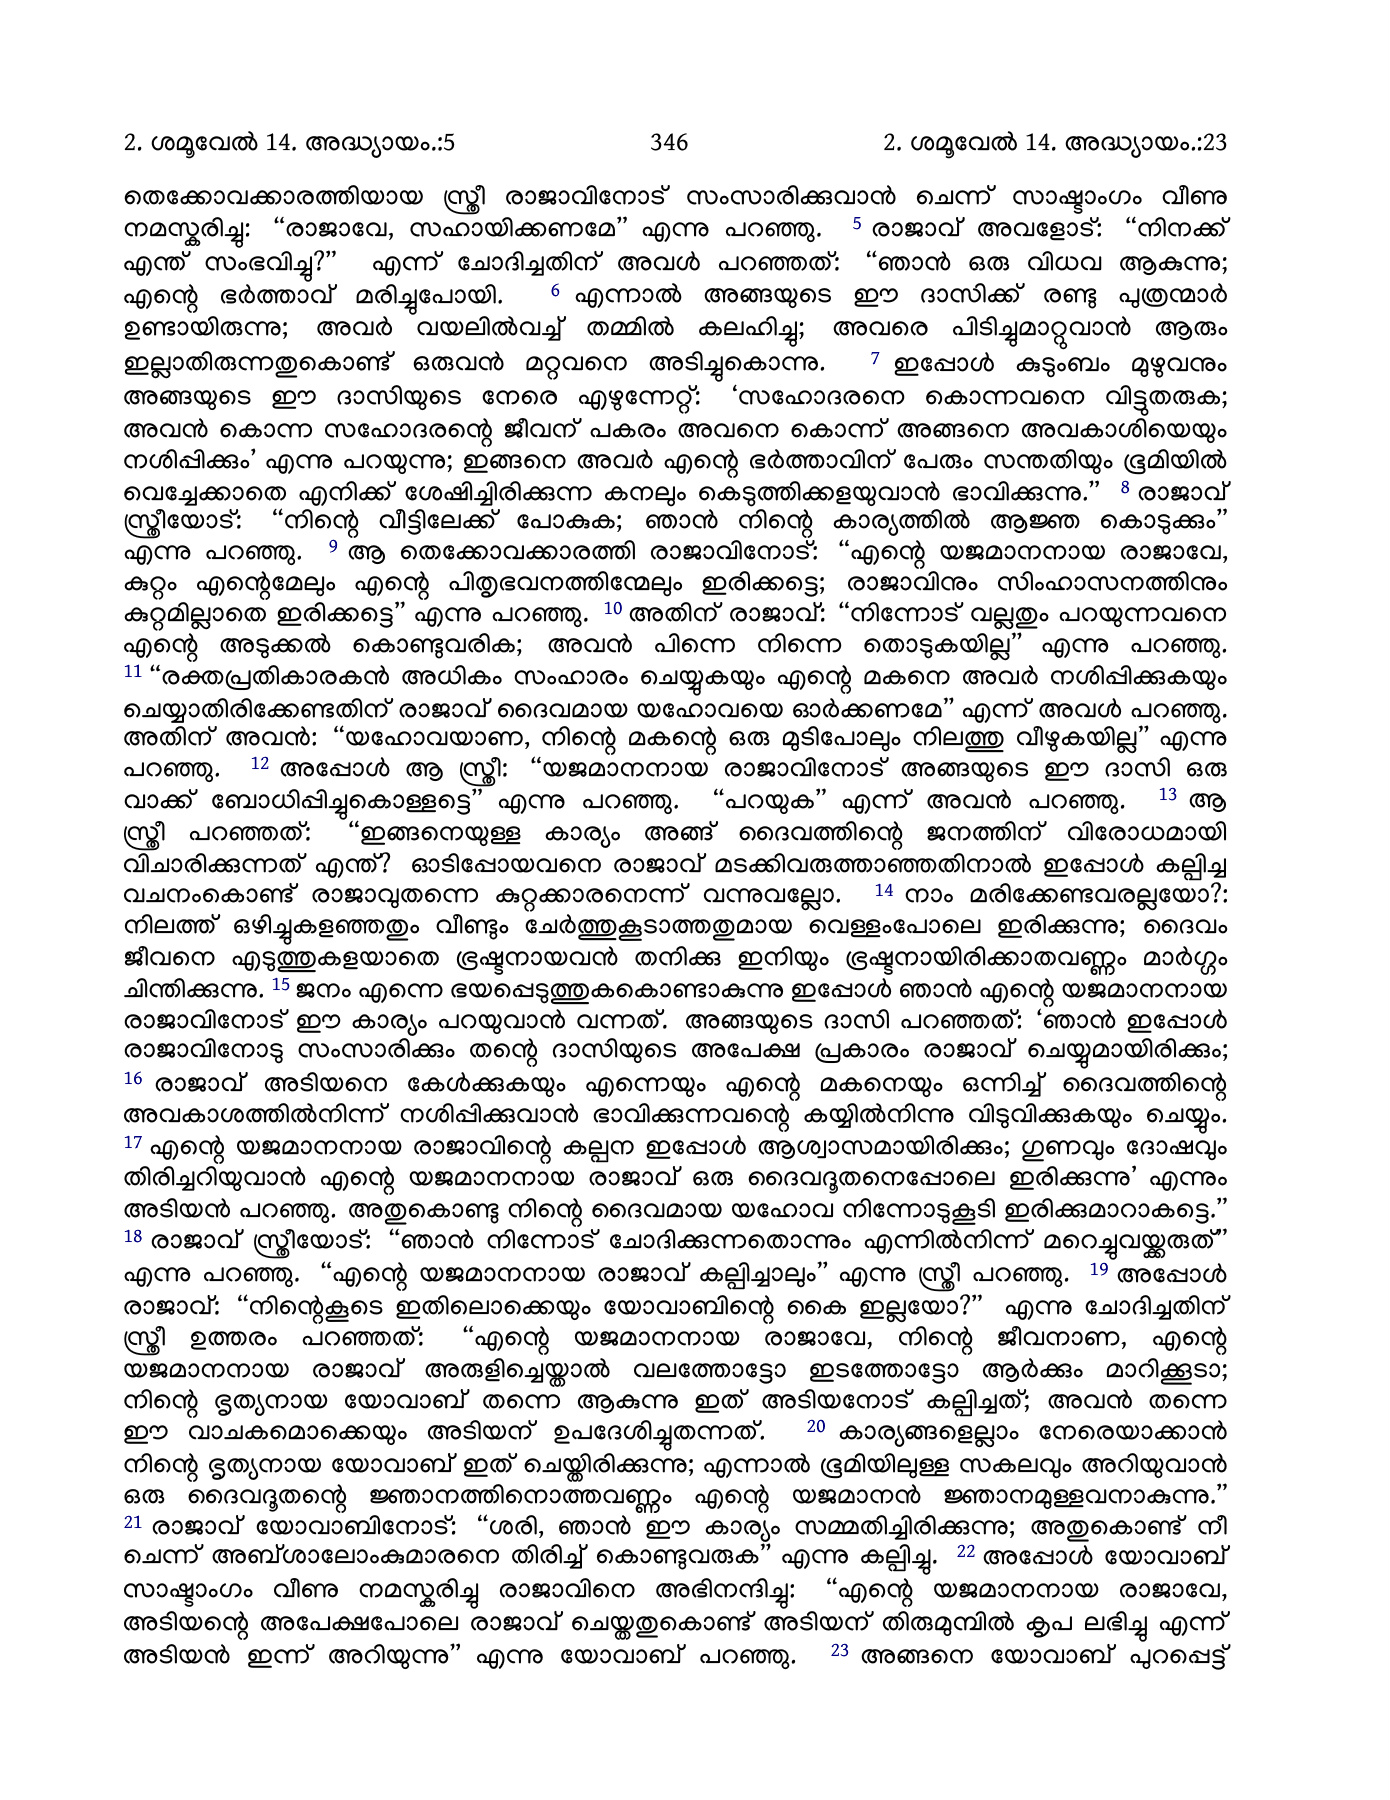 2. ശമൂവേൽ 14. അദ്ധ്യായം.:5 346 2. ശമൂവേൽ 14. അദ്ധ്യായം.:23
തെക്കോവക്കാരത്തിയായ സ്ത്രീ രാജാവിനോട് സംസാരിക്കുവാൻ ചെന്ന് സാഷ്ടാംഗം വീണു
നമസ്കരിച്ചു: “രാജാവേ, സഹായിക്കണമേ” എന്നു പറഞ്ഞു. 5 രാജാവ് അവളോട്: “നിനക്ക്
എന്ത് സംഭവിച്ചു?” എന്ന് ചോദിച്ചതിന് അവൾ പറഞ്ഞത്: “ഞാൻ ഒരു വിധവ ആകുന്നു;
എന്റെ ഭർത്താവ് മരിച്ചുപോയി. 6 എന്നാൽ അങ്ങയുടെ ഈ ദാസിക്ക് രണ്ടു പുത്രന്മാർ
ഉണ്ടായിരുന്നു; അവർ വയലിൽവച്ച് തമ്മിൽ കലഹിച്ചു; അവരെ പിടിച്ചുമാറ്റുവാൻ ആരും
ഇല്ലാതിരുന്നതുകൊണ്ട് ഒരുവൻ മറ്റവനെ അടിച്ചുകൊന്നു. 7 ഇപ്പോൾ കുടുംബം മുഴുവനും
അങ്ങയുടെ ഈ ദാസിയുടെ നേരെ എഴുന്നേറ്റ്: ‘സഹോദരനെ കൊന്നവനെ വിട്ടുതരുക;
അവൻ കൊന്ന സഹോദരന്റെ ജീവന് പകരം അവനെ കൊന്ന് അങ്ങനെ അവകാശിയെയും
നശിപ്പിക്കും’ എന്നു പറയുന്നു; ഇങ്ങനെ അവർ എന്റെ ഭർത്താവിന് പേരും സന്തതിയും ഭൂമിയിൽ
വെച്ചേക്കാതെ എനിക്ക് ശേഷിച്ചിരിക്കുന്ന കനലും കെടുത്തിക്കളയുവാൻ ഭാവിക്കുന്നു.” 8 രാജാവ്
സ്ത്രീയോട്: “നിന്റെ വീട്ടിലേക്ക് പോകുക; ഞാൻ നിന്റെ കാര്യത്തിൽ ആജ്ഞ കൊടുക്കും”
എന്നു പറഞ്ഞു. 9 ആ തെക്കോവക്കാരത്തി രാജാവിനോട്: “എന്റെ യജമാനനായ രാജാവേ,
കുറ്റം എന്റെമേലും എന്റെ പിതൃഭവനത്തിന്മേലും ഇരിക്കട്ടെ; രാജാവിനും സിംഹാസനത്തിനും
കുറ്റമില്ലാതെ ഇരിക്കട്ടെ” എന്നു പറഞ്ഞു. 10 അതിന് രാജാവ്: “നിന്നോട് വല്ലതും പറയുന്നവനെ
എന്റെ അടുക്കൽ കൊണ്ടുവരിക; അവൻ പിന്നെ നിന്നെ തൊടുകയില്ല” എന്നു പറഞ്ഞു.
11 “രക്തപ്രതികാരകൻ അധികം സംഹാരം ചെയ്യുകയും എന്റെ മകനെ അവർ നശിപ്പിക്കുകയും
ചെയ്യാതിരിക്കേണ്ടതിന് രാജാവ് ദൈവമായ യഹോവയെ ഓർക്കണമേ” എന്ന് അവൾ പറഞ്ഞു.
അതിന് അവൻ: “യഹോവയാണ, നിന്റെ മകന്റെ ഒരു മുടിപോലും നിലത്തു വീഴുകയില്ല” എന്നു
പറഞ്ഞു. 12 അപ്പോൾ ആ സ്ത്രീ: “യജമാനനായ രാജാവിനോട് അങ്ങയുടെ ഈ ദാസി ഒരു
വാക്ക് ബോധിപ്പിച്ചുകൊള്ളട്ടെ” എന്നു പറഞ്ഞു. “പറയുക” എന്ന് അവൻ പറഞ്ഞു. 13 ആ
സ്ത്രീ പറഞ്ഞത്: “ഇങ്ങനെയുള്ള കാര്യം അങ്ങ് ദൈവത്തിന്റെ ജനത്തിന് വിരോധമായി
വിചാരിക്കുന്നത് എന്ത്? ഓടിപ്പോയവനെ രാജാവ് മടക്കിവരുത്താഞ്ഞതിനാൽ ഇപ്പോൾ കല്പിച്ച
വചനംകൊണ്ട് രാജാവുതന്നെ കുറ്റക്കാരനെന്ന് വന്നുവല്ലോ. 14 നാം മരിക്കേണ്ടവരല്ലയോ?:
നിലത്ത് ഒഴിച്ചുകളഞ്ഞതും വീണ്ടും ചേർത്തുകൂടാത്തതുമായ വെള്ളംപോലെ ഇരിക്കുന്നു; ദൈവം
ജീവനെ എടുത്തുകളയാതെ ഭ്രഷ്ടനായവൻ തനിക്കു ഇനിയും ഭ്രഷ്ടനായിരിക്കാതവണ്ണം മാർഗ്ഗം
ചിന്തിക്കുന്നു. 15 ജനം എന്നെ ഭയപ്പെടുത്തുകകൊണ്ടാകുന്നു ഇപ്പോൾ ഞാൻ എന്റെ യജമാനനായ
രാജാവിനോട് ഈ കാര്യം പറയുവാൻ വന്നത്. അങ്ങയുടെ ദാസി പറഞ്ഞത്: ‘ഞാൻ ഇപ്പോൾ
രാജാവിനോടു സംസാരിക്കും തന്റെ ദാസിയുടെ അപേക്ഷ പ്രകാരം രാജാവ് ചെയ്യുമായിരിക്കും;
16 രാജാവ് അടിയനെ കേൾക്കുകയും എന്നെയും എന്റെ മകനെയും ഒന്നിച്ച് ദൈവത്തിന്റെ
അവകാശത്തിൽനിന്ന് നശിപ്പിക്കുവാൻ ഭാവിക്കുന്നവന്റെ കയ്യിൽനിന്നു വിടുവിക്കുകയും ചെയ്യും.
17 എന്റെ യജമാനനായ രാജാവിന്റെ കല്പന ഇപ്പോൾ ആശ്വാസമായിരിക്കും; ഗുണവും ദോഷവും
തിരിച്ചറിയുവാൻ എന്റെ യജമാനനായ രാജാവ് ഒരു ദൈവദൂതനെപ്പോലെ ഇരിക്കുന്നു’ എന്നും
അടിയൻ പറഞ്ഞു. അതുകൊണ്ടു നിന്റെ ദൈവമായ യഹോവ നിന്നോടുകൂടി ഇരിക്കുമാറാകട്ടെ.”
18 രാജാവ് സ്ത്രീയോട്: “ഞാൻ നിന്നോട് ചോദിക്കുന്നതൊന്നും എന്നിൽനിന്ന് മറെച്ചുവയ്ക്കരുത്”
എന്നു പറഞ്ഞു. “എന്റെ യജമാനനായ രാജാവ് കല്പിച്ചാലും” എന്നു സ്ത്രീ പറഞ്ഞു. 19 അപ്പോൾ
രാജാവ്: “നിന്റെകൂടെ ഇതിലൊക്കെയും യോവാബിന്റെ കൈ ഇല്ലയോ?” എന്നു ചോദിച്ചതിന്
സ്ത്രീ ഉത്തരം പറഞ്ഞത്: “എന്റെ യജമാനനായ രാജാവേ, നിന്റെ ജീവനാണ, എന്റെ
യജമാനനായ രാജാവ് അരുളിച്ചെയ്താൽ വലത്തോട്ടോ ഇടത്തോട്ടോ ആർക്കും മാറിക്കൂടാ;
നിന്റെ ഭൃത്യനായ യോവാബ് തന്നെ ആകുന്നു ഇത് അടിയനോട് കല്പിച്ചത്; അവൻ തന്നെ
ഈ വാചകമൊക്കെയും അടിയന് ഉപദേശിച്ചുതന്നത്. 20 കാര്യങ്ങളെല്ലാം നേരെയാക്കാൻ
നിന്റെ ഭൃത്യനായ യോവാബ് ഇത് ചെയ്തിരിക്കുന്നു; എന്നാൽ ഭൂമിയിലുള്ള സകലവും അറിയുവാൻ
ഒരു ദൈവദൂതന്റെ ജ്ഞാനത്തിനൊത്തവണ്ണം എന്റെ യജമാനൻ ജ്ഞാനമുള്ളവനാകുന്നു.”
21 രാജാവ് യോവാബിനോട്: “ശരി, ഞാൻ ഈ കാര്യം സമ്മതിച്ചിരിക്കുന്നു; അതുകൊണ്ട് നീ
ചെന്ന് അബ്ശാലോംകുമാരനെ തിരിച്ച് കൊണ്ടുവരുക” എന്നു കല്പിച്ചു. 22 അപ്പോൾ യോവാബ്
സാഷ്ടാംഗം വീണു നമസ്കരിച്ചു രാജാവിനെ അഭിനന്ദിച്ചു: “എന്റെ യജമാനനായ രാജാവേ,
അടിയന്റെ അപേക്ഷപോലെ രാജാവ് ചെയ്തതുകൊണ്ട് അടിയന് തിരുമുമ്പിൽ കൃപ ലഭിച്ചു എന്ന്
അടിയൻ ഇന്ന് അറിയുന്നു” എന്നു യോവാബ് പറഞ്ഞു. 23 അങ്ങനെ യോവാബ് പുറപ്പെട്ട്